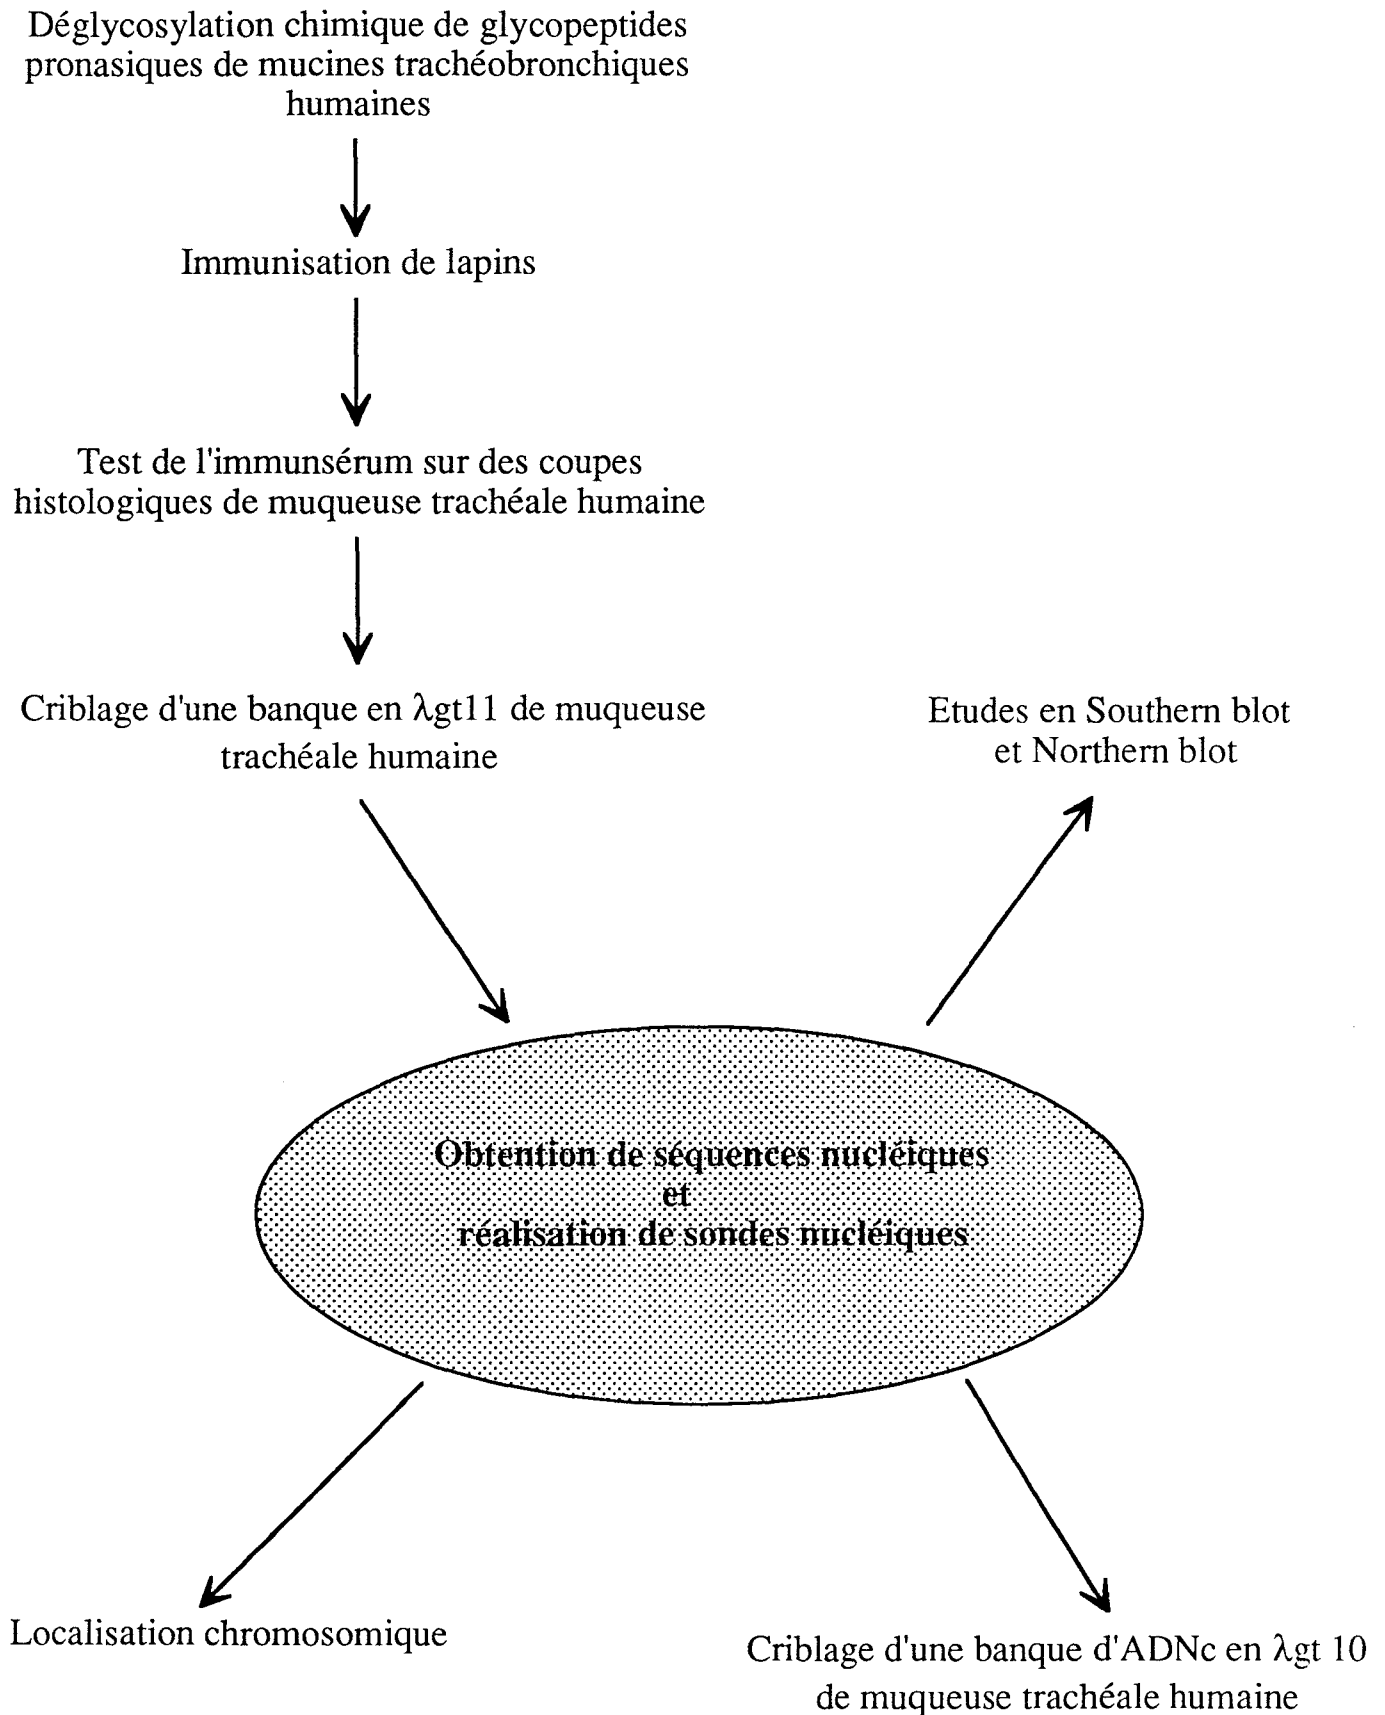 Déglycosylation chimique de glycopeptides
pronasiques de mucines trachéobronchiques
humaines
Immunisation de lapins
Test de l'immunsérum sur des coupes
histologiques de muqueuse trachéale humaine
Criblage d'une banque en λgt11 de muqueuse
trachéale humaine
Etudes en Southern blot
et Northern blot
Obtention de séquences nucléiques
et
réalisation de sondes nucléiques
Localisation chromosomique
Criblage d'une banque d'ADNc en λgt 10
de muqueuse trachéale humaine